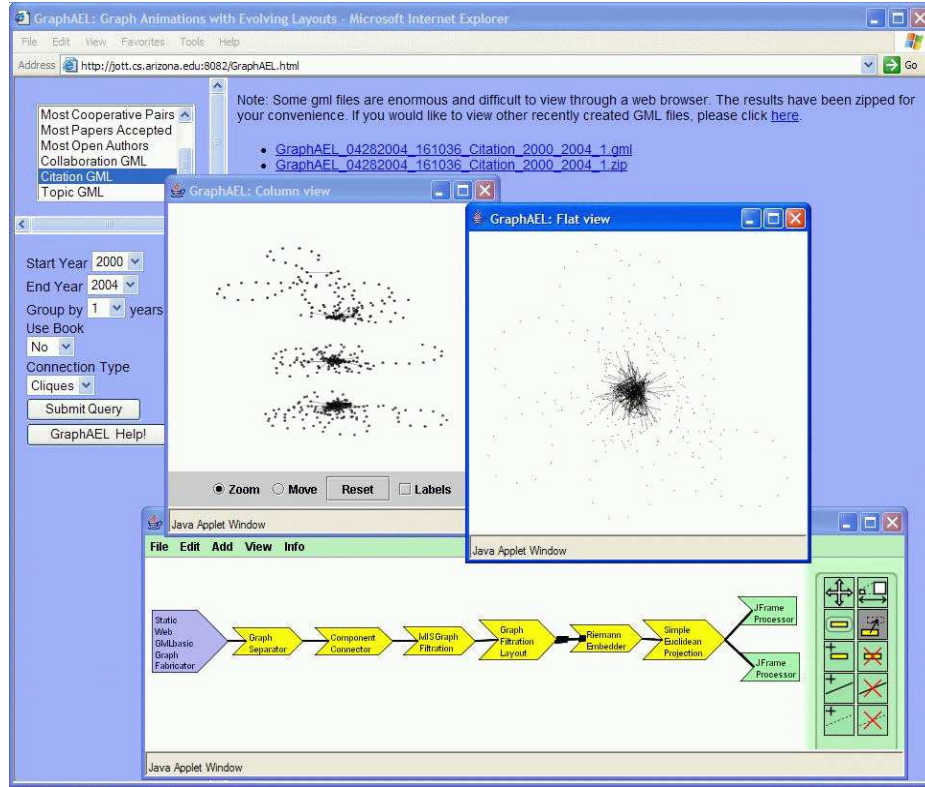 GraphAEL: Graph Animations with Evolving Layouts - Microsoft Internet Explorer
File Edit View Favorites Tools Help
Address http://jott.cs.arizona.edu:8082/GraphAEL.html Go
Most Cooperative Pairs
Most Papers Accepted
Most Open Authors
Collaboration GML
Citation GML
Topic GML
Note: Some gml files are enormous and difficult to view through a web browser. The results have been zipped for
your convenience. If you would like to view other recently created GML files, please click here.
GraphAEL_04282004_161036_Citation_2000_2004_1.gml
GraphAEL_04282004_161036_Citation_2000_2004_1.zip
Start Year 2000
End Year 2004
Group by 1 years
Use Book
No
Connection Type
Cliques
Submit Query
GraphAEL Help!
GraphAEL: Column view
Zoom Move Reset Labels
Java Applet Window
GraphAEL: Flat view
Java Applet Window
File Edit Add View Info
Static
Web
GMLbasic
Graph
Fabricator
Graph
Separator
Component
Connector
MISGraph
Filtration
Graph
Filtration
Layout
Riemann
Embedder
Simple
Euclidean
Projection
JFrame
Processor
JFrame
Processor
Java Applet Window